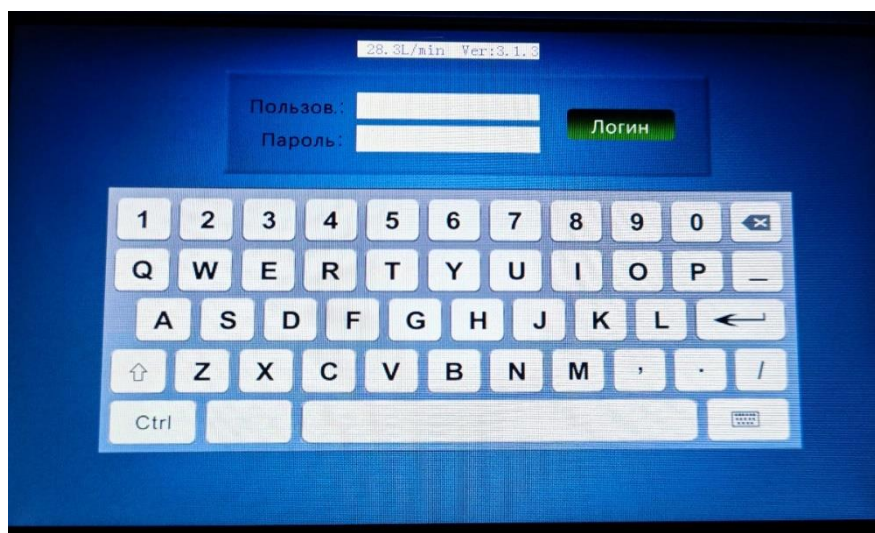 28.3L/min Ver:3.1.3
Пользов.:
Пароль:
Логин
1 2 3 4 5 6 7 8 9 0
Q W E R T Y U I O P _
A S D F G H J K L
Z X C V B N M , . /
Ctrl